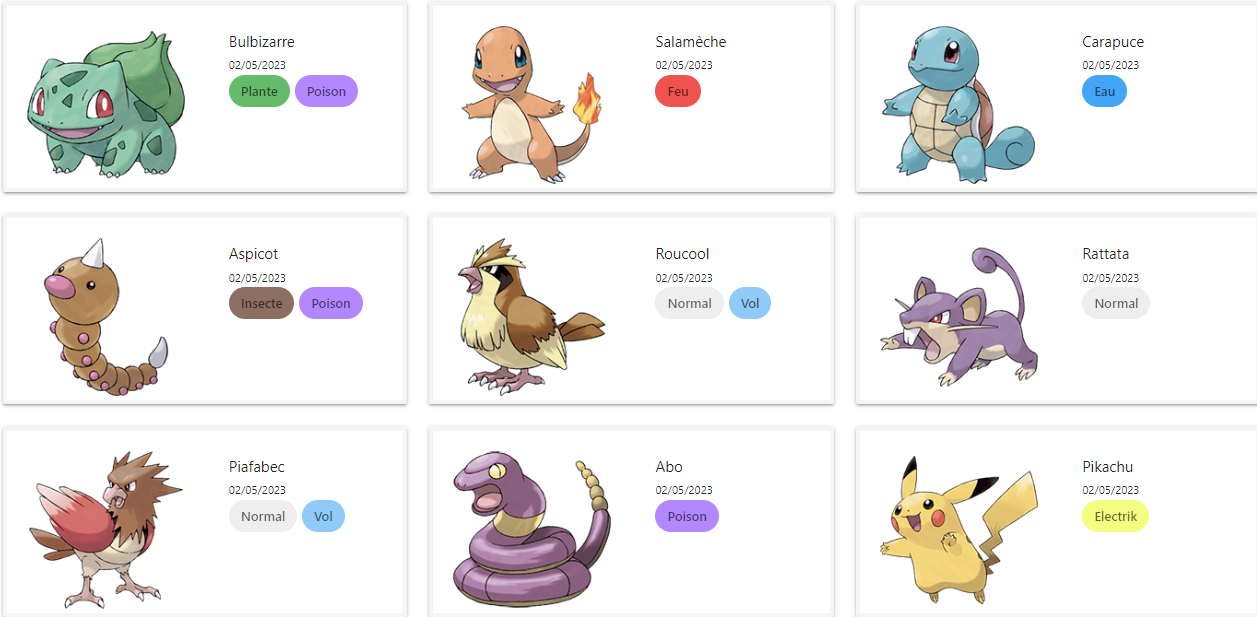 Bulbizarre
02/05/2023
Plante Poison
Salamèche
02/05/2023
Feu
Carapuce
02/05/2023
Eau
Aspicot
02/05/2023
Insecte Poison
Roucool
02/05/2023
Normal Vol
Rattata
02/05/2023
Normal
Piafabec
02/05/2023
Normal Vol
Abo
02/05/2023
Poison
Pikachu
02/05/2023
Electrik